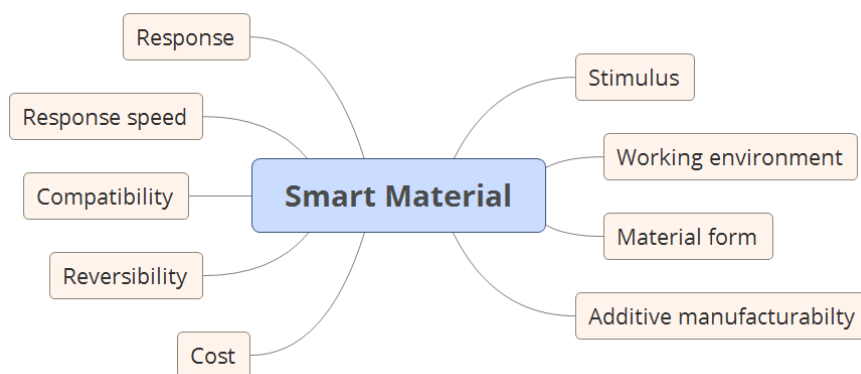 Response
Stimulus
Response speed
Working environment
Smart Material
Compatibility
Material form
Reversibility
Additive manufacturabilty
Cost